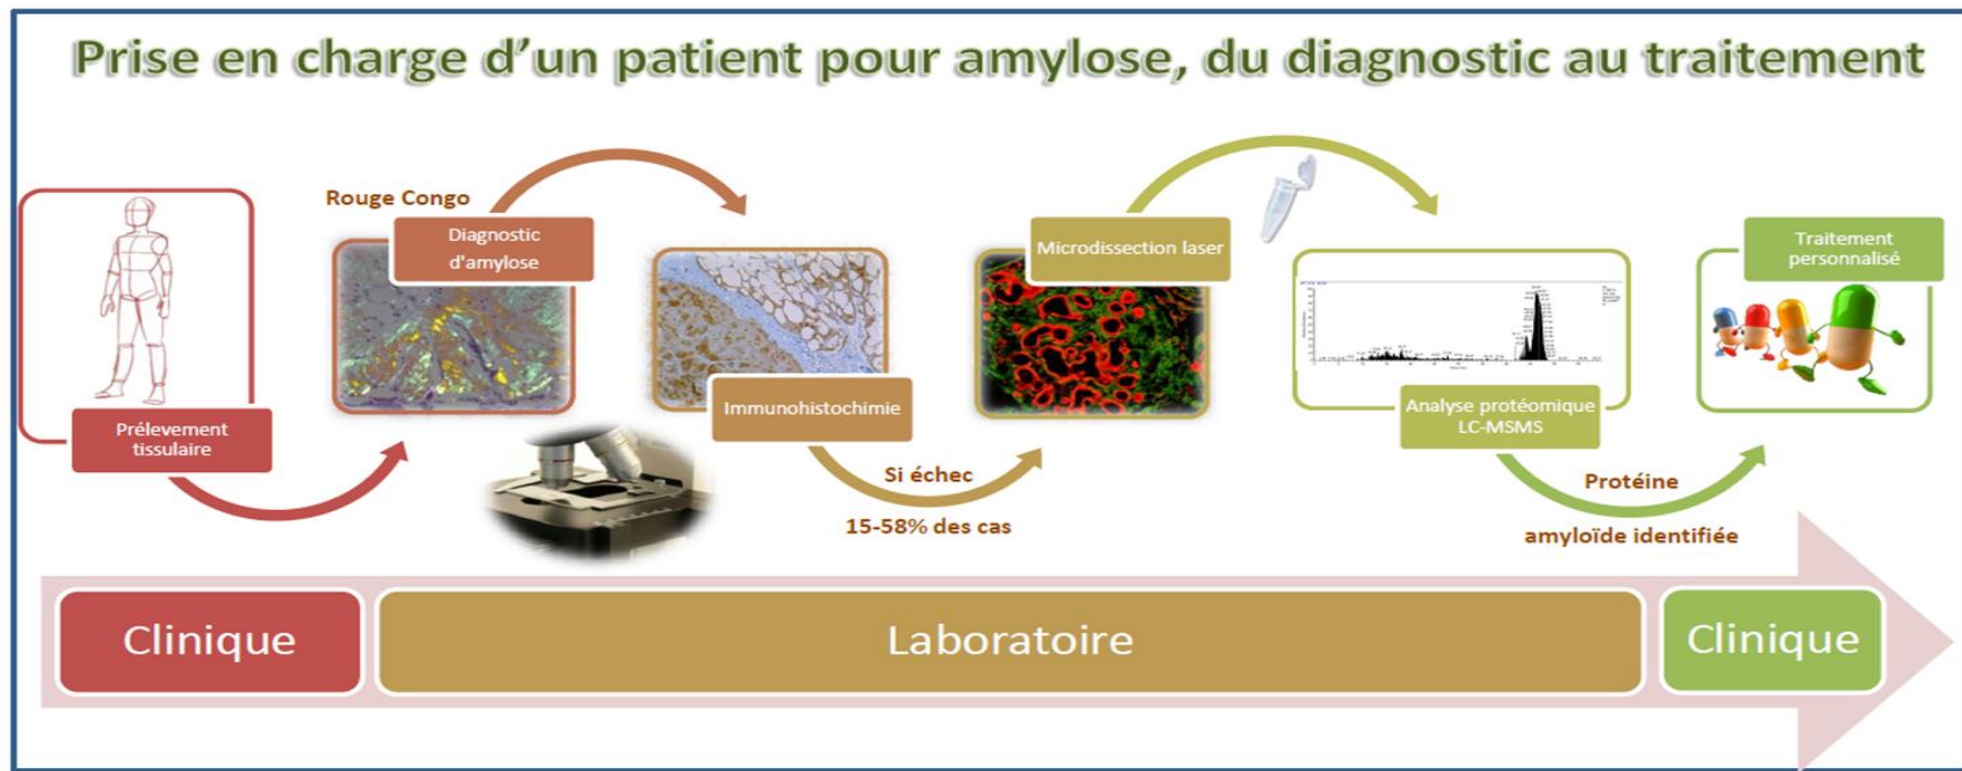 Prise en charge d’un patient pour amylose, du diagnostic au traitement
Rouge Congo
Diagnostic
d'amylose
Microdissection laser
Traitement
personnalisé
Immunohistochimie
Analyse protéomique
LC-MSMS
Prélevement
tissulaire
Si échec
15-58% des cas
Protéine
amyloïde identifiée
Clinique
Laboratoire
Clinique